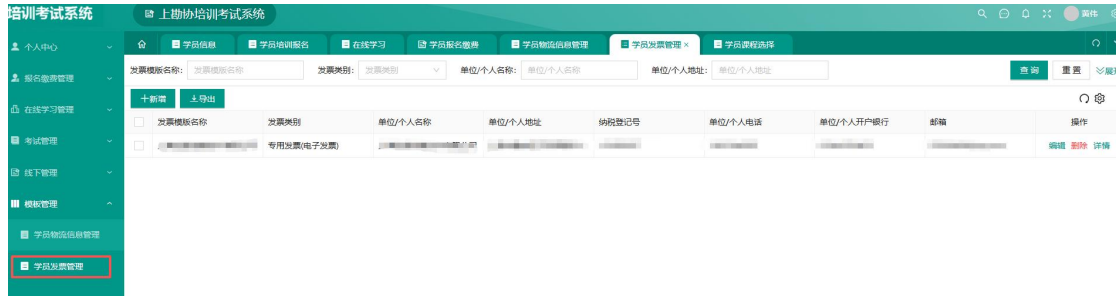 培训考试系统
上勘协培训考试系统
英伟
个人中心
学员信息
学员培训报名
在线学习
学员报名缴费
学员物流信息管理
学员发票管理 ×
学员课程选择
报名缴费管理
发票模版名称: 发票模版名称
发票类别: 发票类别
单位/个人名称: 单位/个人名称
单位/个人地址: 单位/个人地址
查询
重置
展
在线学习管理
+新增
导出
发票模版名称
发票类别
单位/个人名称
单位/个人地址
纳税登记号
单位/个人电话
单位/个人开户银行
邮箱
操作
考试管理
专用发票(电子发票)
编辑 删除 详情
线下管理
模板管理
学员物流信息管理
学员发票管理